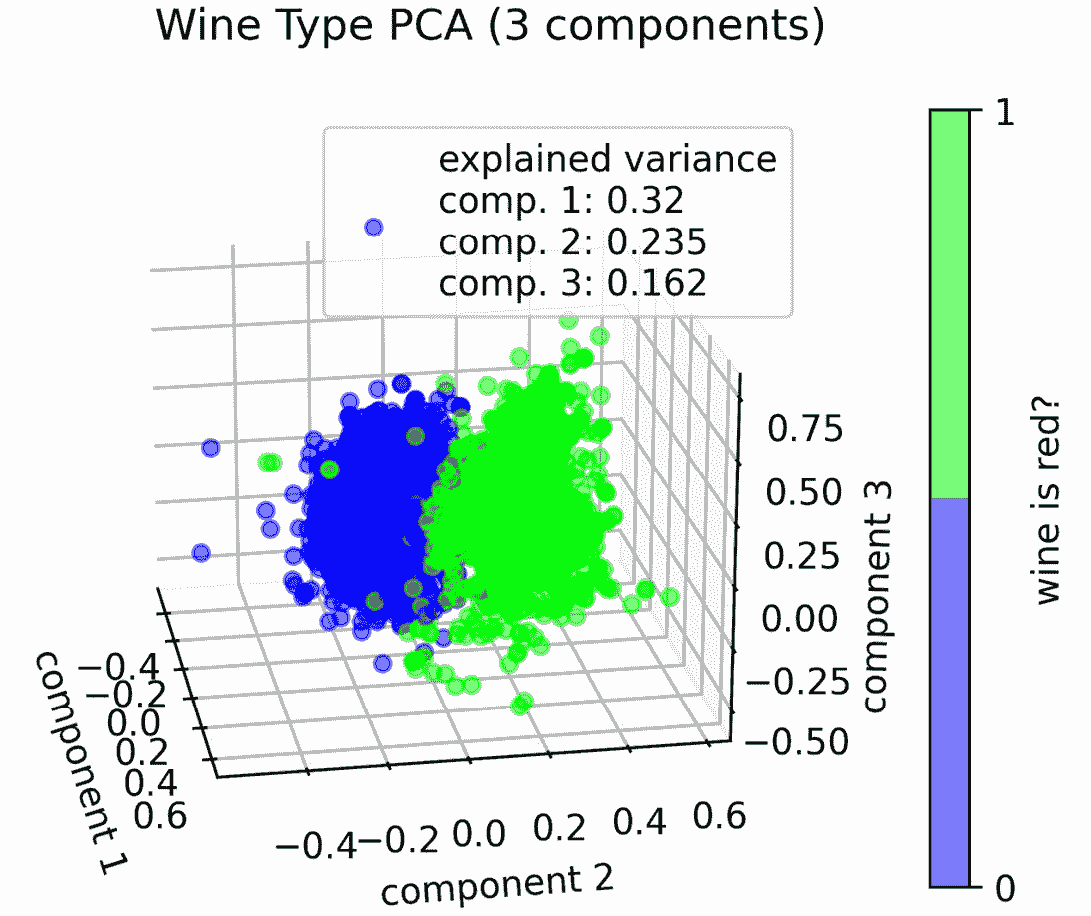 Wine Type PCA (3 components)
explained variance
comp. 1: 0.32
comp. 2: 0.235
comp. 3: 0.162
1
0
wine is red?
0.75
0.50
0.25
0.00
−0.25
−0.50
component 3
−0.4
−0.2
0.0
0.2
0.4
0.6
component 1
−0.4 −0.2 0.0 0.2 0.4 0.6
component 2